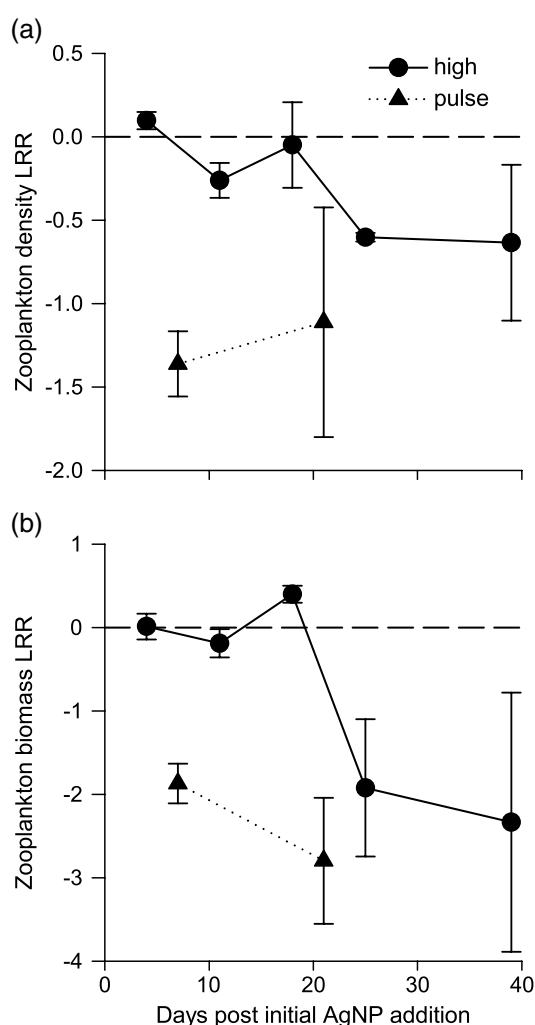 (a)
0.5
high
pulse
0.0
-0.5
-1.0
-1.5
-2.0
Zooplankton density LRR
(b)
1
0
-1
-2
-3
-4
Zooplankton biomass LRR
0 10 20 30 40
Days post initial AgNP addition